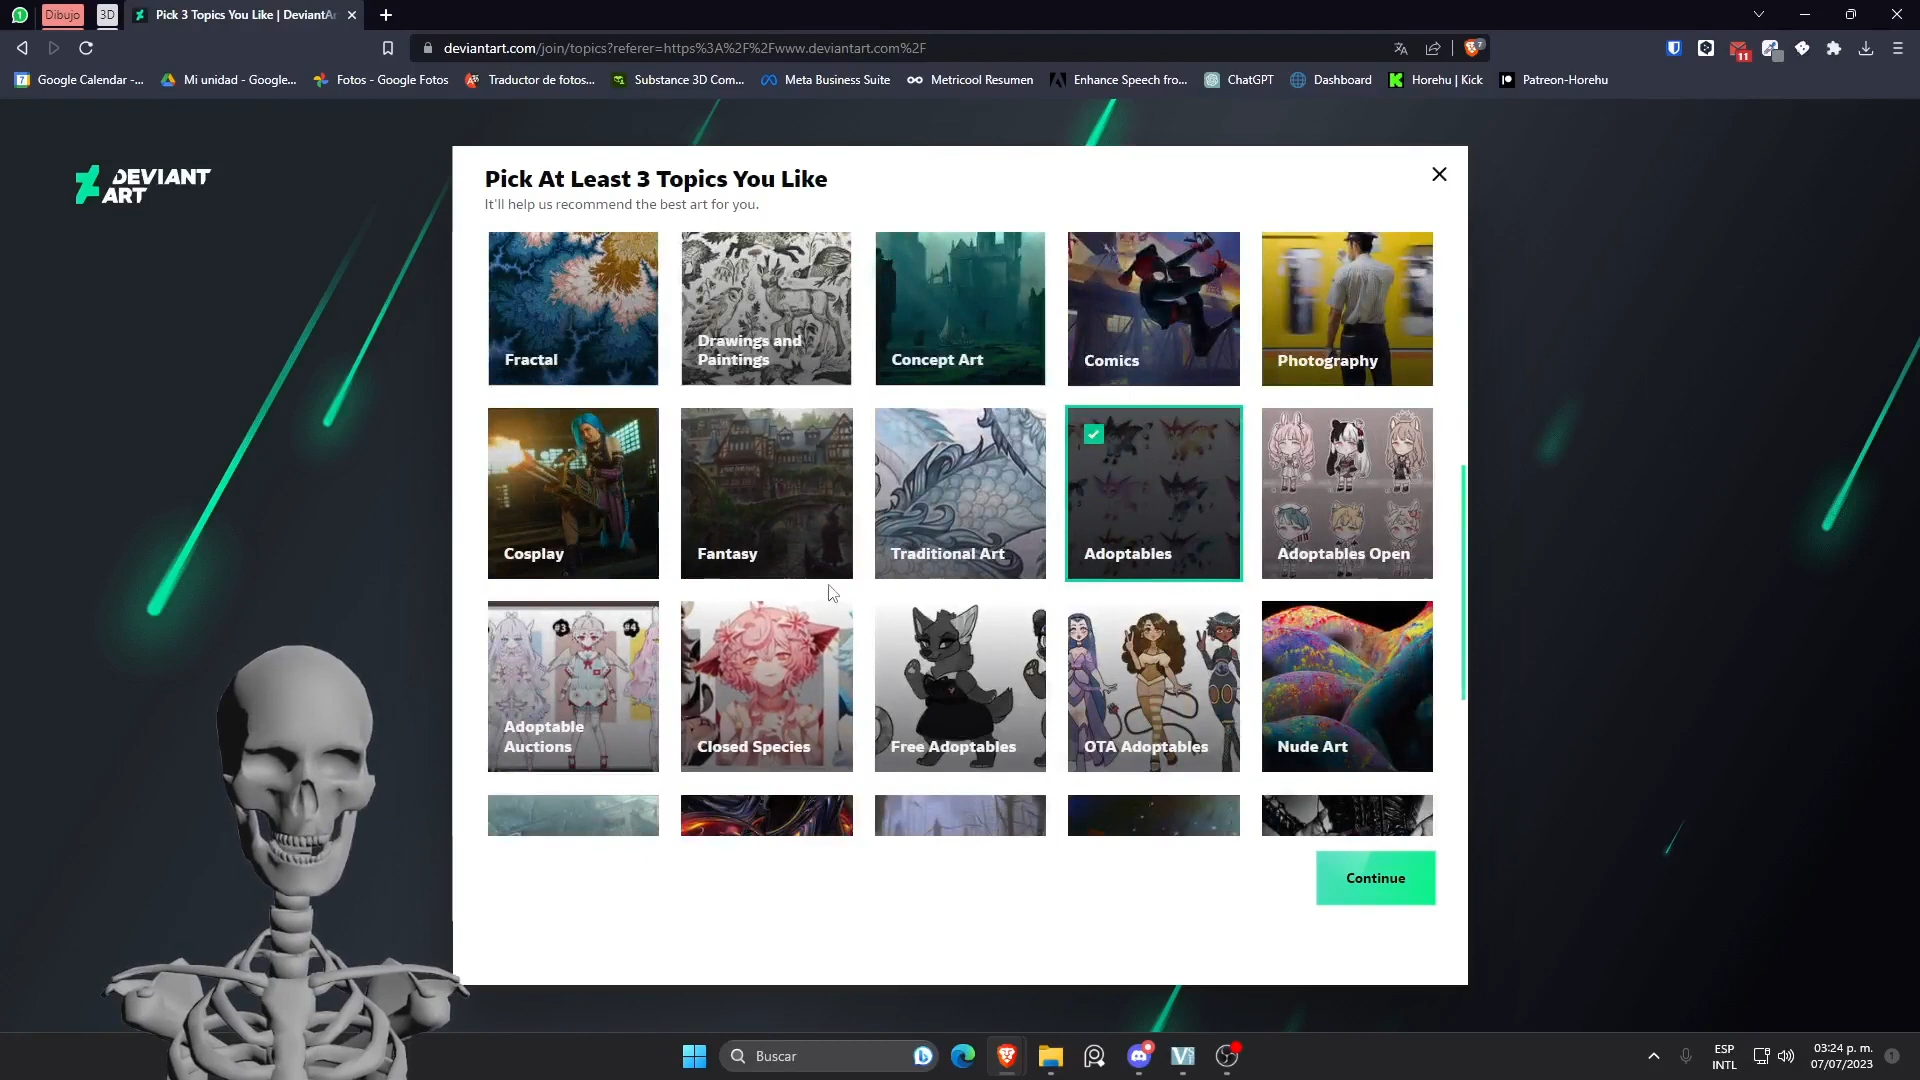 Dibujo
3D
Pick 3 Topics You Like | DeviantAr
deviantart.com/join/topics?referer=https%3A%2F%2Fwww.deviantart.com%2F
7
11
Google Calendar -...
Mi unidad - Google...
Fotos - Google Fotos
Traductor de fotos...
Substance 3D Com...
Meta Business Suite
Metricool Resumen
Enhance Speech fro...
ChatGPT
Dashboard
Horehu | Kick
Patreon-Horehu
DEVIANT
ART
Pick At Least 3 Topics You Like
It'll help us recommend the best art for you.
Fractal
Drawings and
Paintings
Concept Art
Comics
Photography
Cosplay
Fantasy
Traditional Art
Adoptables
Adoptables Open
#3
#4
Adoptable
Auctions
Closed Species
Free Adoptables
OTA Adoptables
Nude Art
Continue
Buscar
ESP
INTL
03:24 p. m.
07/07/2023
1